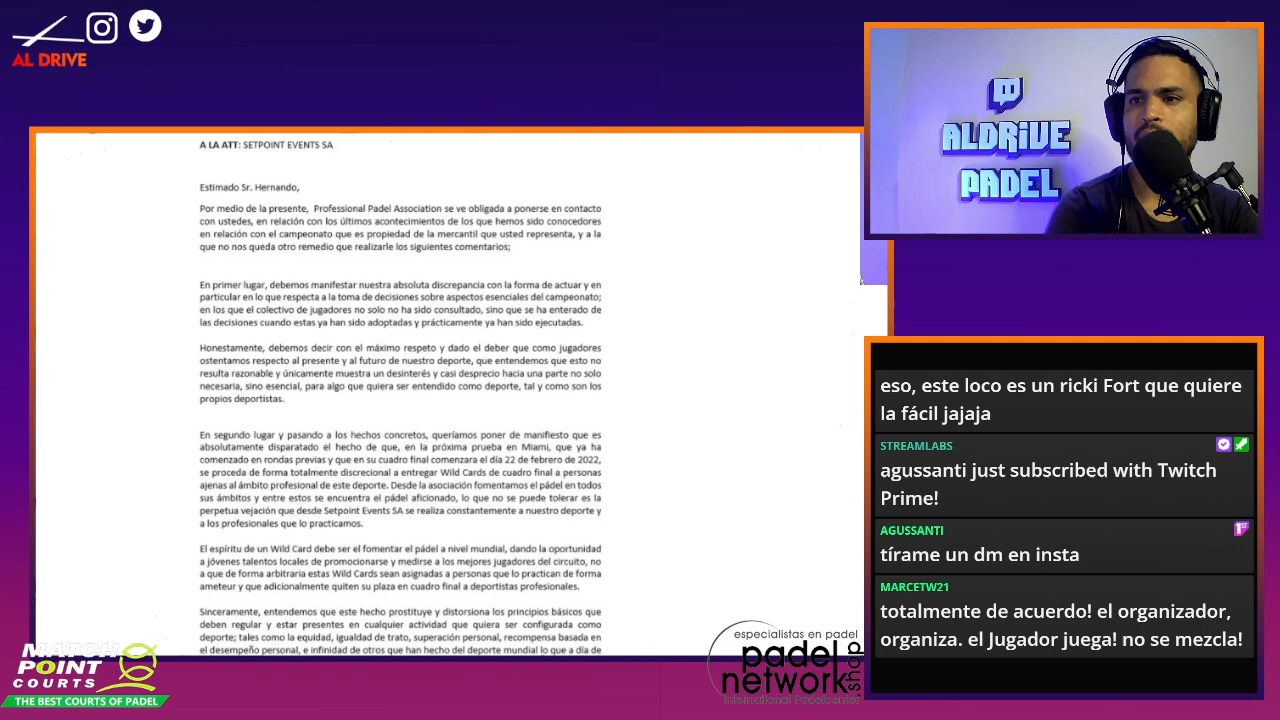 AL DRIVE
A LA ATT: SETPOINT EVENTS SA
Estimado Sr. Hernando,
Por medio de la presente, Professional Padel Association se ve obligada a ponerse en contacto
con ustedes, en relación con los últimos acontecimientos de los que hemos sido conocedores
en relación con el campeonato que es propiedad de la mercantil que usted representa, y a la
que no nos queda otro remedio que realizarle los siguientes comentarios;
En primer lugar, debemos manifestar nuestra absoluta discrepancia con la forma de actuar y en
particular en lo que respecta a la toma de decisiones sobre aspectos esenciales del campeonato;
en los que el colectivo de jugadores no solo no ha sido consultado, sino que se ha enterado de
las decisiones cuando estas ya han sido adoptadas y prácticamente ya han sido ejecutadas.
Honestamente, debemos decir con el máximo respeto y dado el deber que como jugadores
ostentamos respecto al presente y al futuro de nuestro deporte, que entendemos que esto no
resulta razonable y únicamente muestra un desinterés y casi desprecio hacia una parte no solo
necesaria, sino esencial, para algo que quiera ser entendido como deporte, tal y como son los
propios deportistas.
En segundo lugar y pasando a los hechos concretos, queríamos poner de manifiesto que es
absolutamente disparatado el hecho de que, en la próxima prueba en Miami, que ya ha
comenzado en rondas previas y que en su cuadro final comenzara el día 22 de febrero de 2022,
se proceda de forma totalmente discrecional a entregar Wild Cards de cuadro final a personas
ajenas al ámbito profesional de este deporte. Desde la asociación fomentamos el pádel en todos
sus ámbitos y entre estos se encuentra el pádel aficionado, lo que no se puede tolerar es la
perpetua vejación que desde Setpoint Events SA se realiza constantemente a nuestro deporte y
a los profesionales que lo practicamos.
El espíritu de un Wild Card debe ser el fomentar el pádel a nivel mundial, dando la oportunidad
a jóvenes talentos locales de promocionarse y medirse a los mejores jugadores del circuito, no
a que de forma arbitraria estas Wild Cards sean asignadas a personas que lo practican de forma
ameteur y que adicionalmente quiten su plaza en cuadro final a deportistas profesionales.
Sinceramente, entendemos que este hecho prostituye y distorsiona los principios básicos que
deben regular y estar presentes en cualquier actividad que quiera ser configurada como
deporte; tales como la equidad, igualdad de trato, superación personal, recompensa basada en
el desempeño personal, e infinidad de otros que han hecho del deporte mundial lo que a día de
ALDRIVE
PADEL
eso, este loco es un ricki Fort que quiere
la fácil jajaja
STREAMLABS
agussanti just subscribed with Twitch
Prime!
AGUSSANTI
1ST
tírame un dm en insta
MARCETW21
totalmente de acuerdo! el organizador,
organiza. el Jugador juega! no se mezcla!
MATCH
POINT
COURTS
THE BEST COURTS OF PADEL
especialistas en padel
padel
network
.shop
International Padelcenter